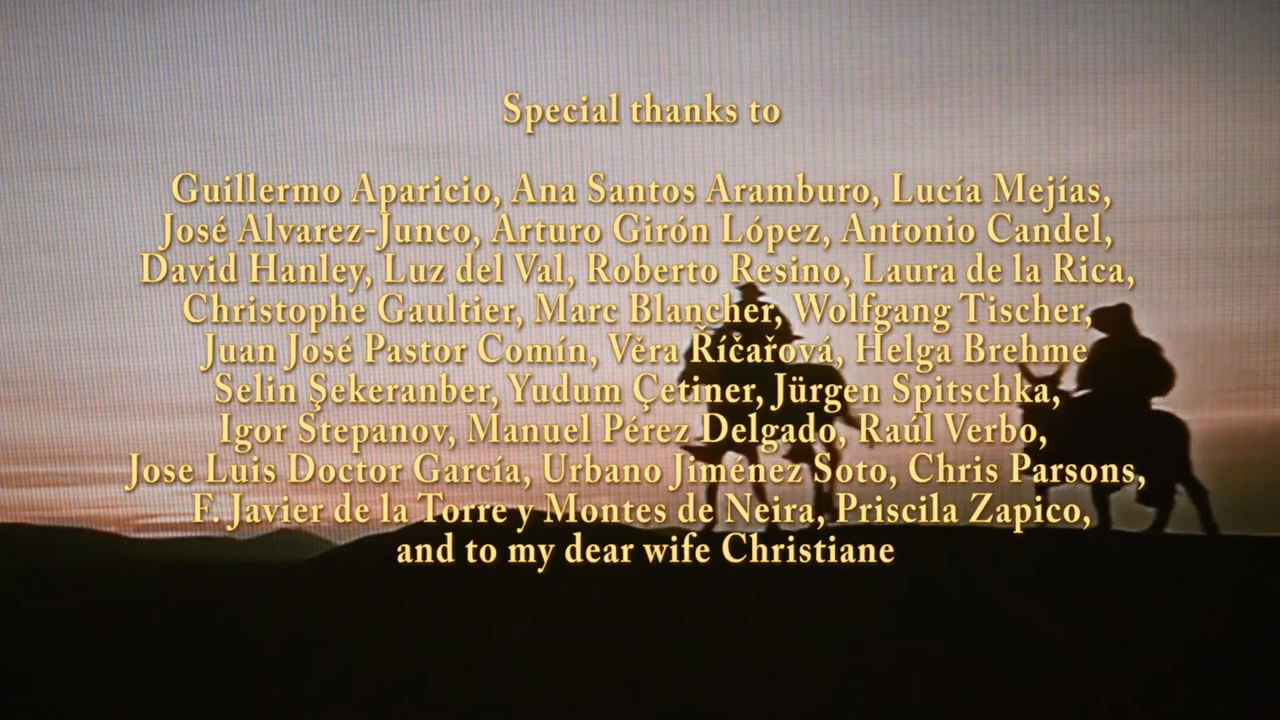 Special thanks to
Guillermo Aparicio, Ana Santos Aramburo, Lucía Mejías,
José Alvarez-Junco, Arturo Girón López, Antonio Candel,
David Hanley, Luz del Val, Roberto Resino, Laura de la Rica,
Christophe Gaultier, Marc Blancher, Wolfgang Tischer,
Juan José Pastor Comín, Věra Říčařová, Helga Brehme
Selin Şekeranber, Yudum Çetiner, Jürgen Spitschka,
Igor Stepanov, Manuel Pérez Delgado, Raúl Verbo,
Jose Luis Doctor García, Urbano Jiménez Soto, Chris Parsons,
F. Javier de la Torre y Montes de Neira, Priscila Zapico,
and to my dear wife Christiane